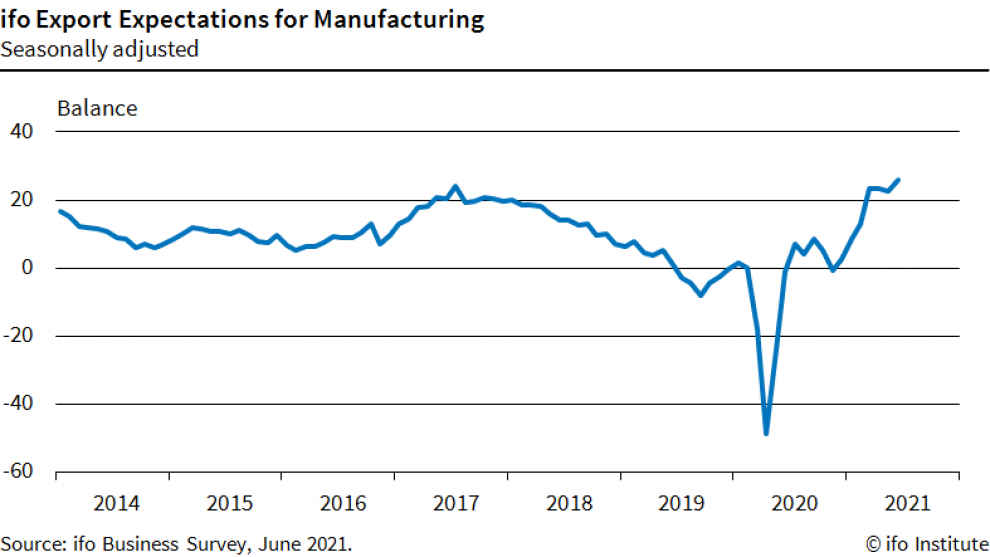 ifo Export Expectations for Manufacturing
Seasonally adjusted
Balance
40
20
0
-20
-40
-60
2014 2015 2016 2017 2018 2019 2020 2021
Source: ifo Business Survey, June 2021. © ifo Institute